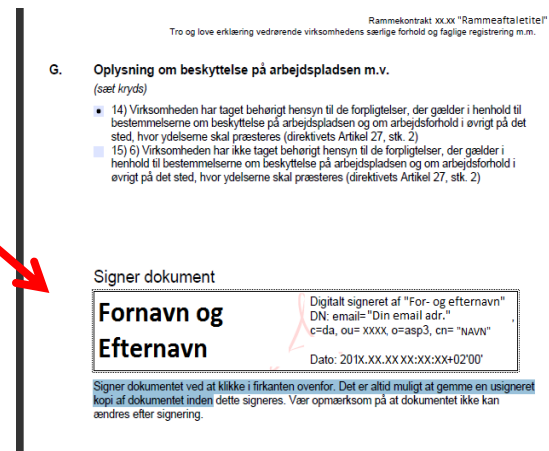 Rammekontrakt xx.xx "Rammeaftaletitel"
Tro og love erklæring vedrørende virksomhedens særlige forhold og faglige registrering m.m.
G. Oplysning om beskyttelse på arbejdspladsen m.v.
(sæt kryds)
14) Virksomheden har taget behørigt hensyn til de forpligtelser, der gælder i henhold til
bestemmelserne om beskyttelse på arbejdspladsen og om arbejdsforhold i øvrigt på det
sted, hvor ydelserne skal præsteres (direktivets Artikel 27, stk. 2)
15) 6) Virksomheden har ikke taget behørigt hensyn til de forpligtelser, der gælder i
henhold til bestemmelserne om beskyttelse på arbejdspladsen og om arbejdsforhold i
øvrigt på det sted, hvor ydelserne skal præsteres (direktivets Artikel 27, stk. 2)
Signer dokument
Fornavn og
Efternavn
Digitalt signeret af "For- og efternavn"
DN: email="Din email adr." ,
c=da, ou= xxxx, o=asp3, cn= "NAVN"
Dato: 201X.XX.XX XX:XX:XX+02'00'
Signer dokumentet ved at klikke i firkanten ovenfor. Det er altid muligt at gemme en usigneret
kopi af dokumentet inden dette signeres. Vær opmærksom på at dokumentet ikke kan
ændres efter signering.